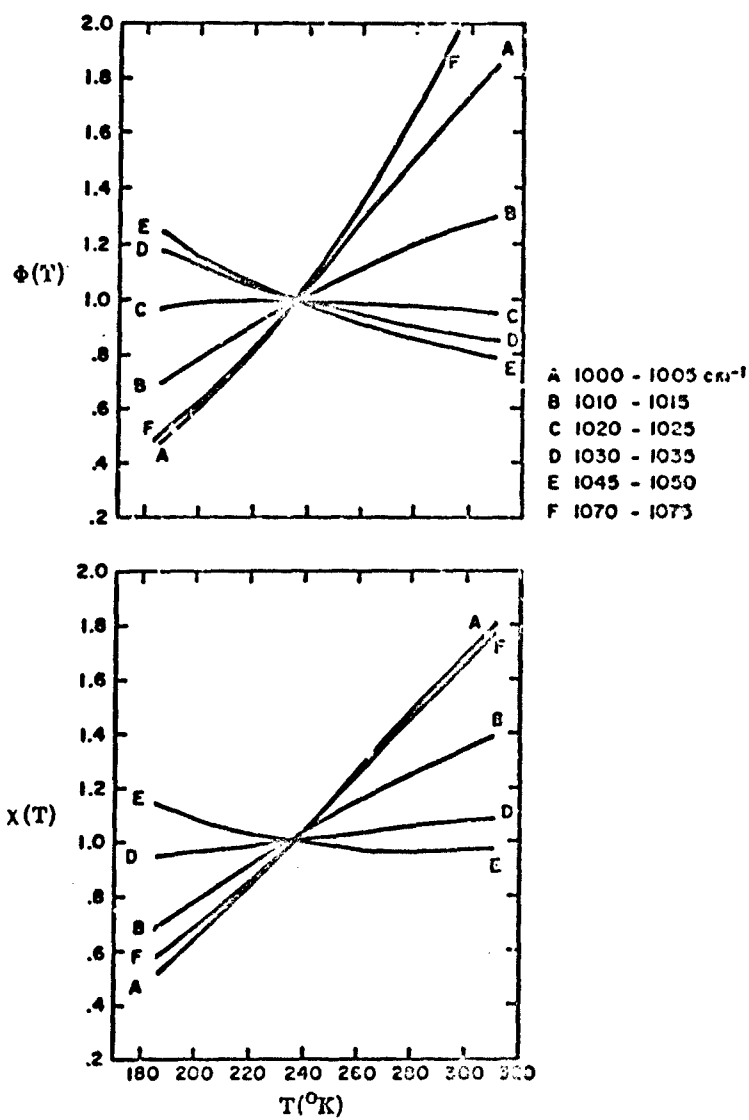 2.0
1.8
1.6
1.4
1.2
1.0
.8
.6
.4
.2
Φ(T)
E
D
C
B
F
A
F
A
B
C
D
E
A 1000 - 1005 cm⁻¹
B 1010 - 1015
C 1020 - 1025
D 1030 - 1035
E 1045 - 1050
F 1070 - 1075
2.0
1.8
1.6
1.4
1.2
1.0
.8
.6
.4
.2
χ(T)
E
D
B
F
A
A
F
B
D
E
180 200 220 240 260 280 300 320
T(°K)